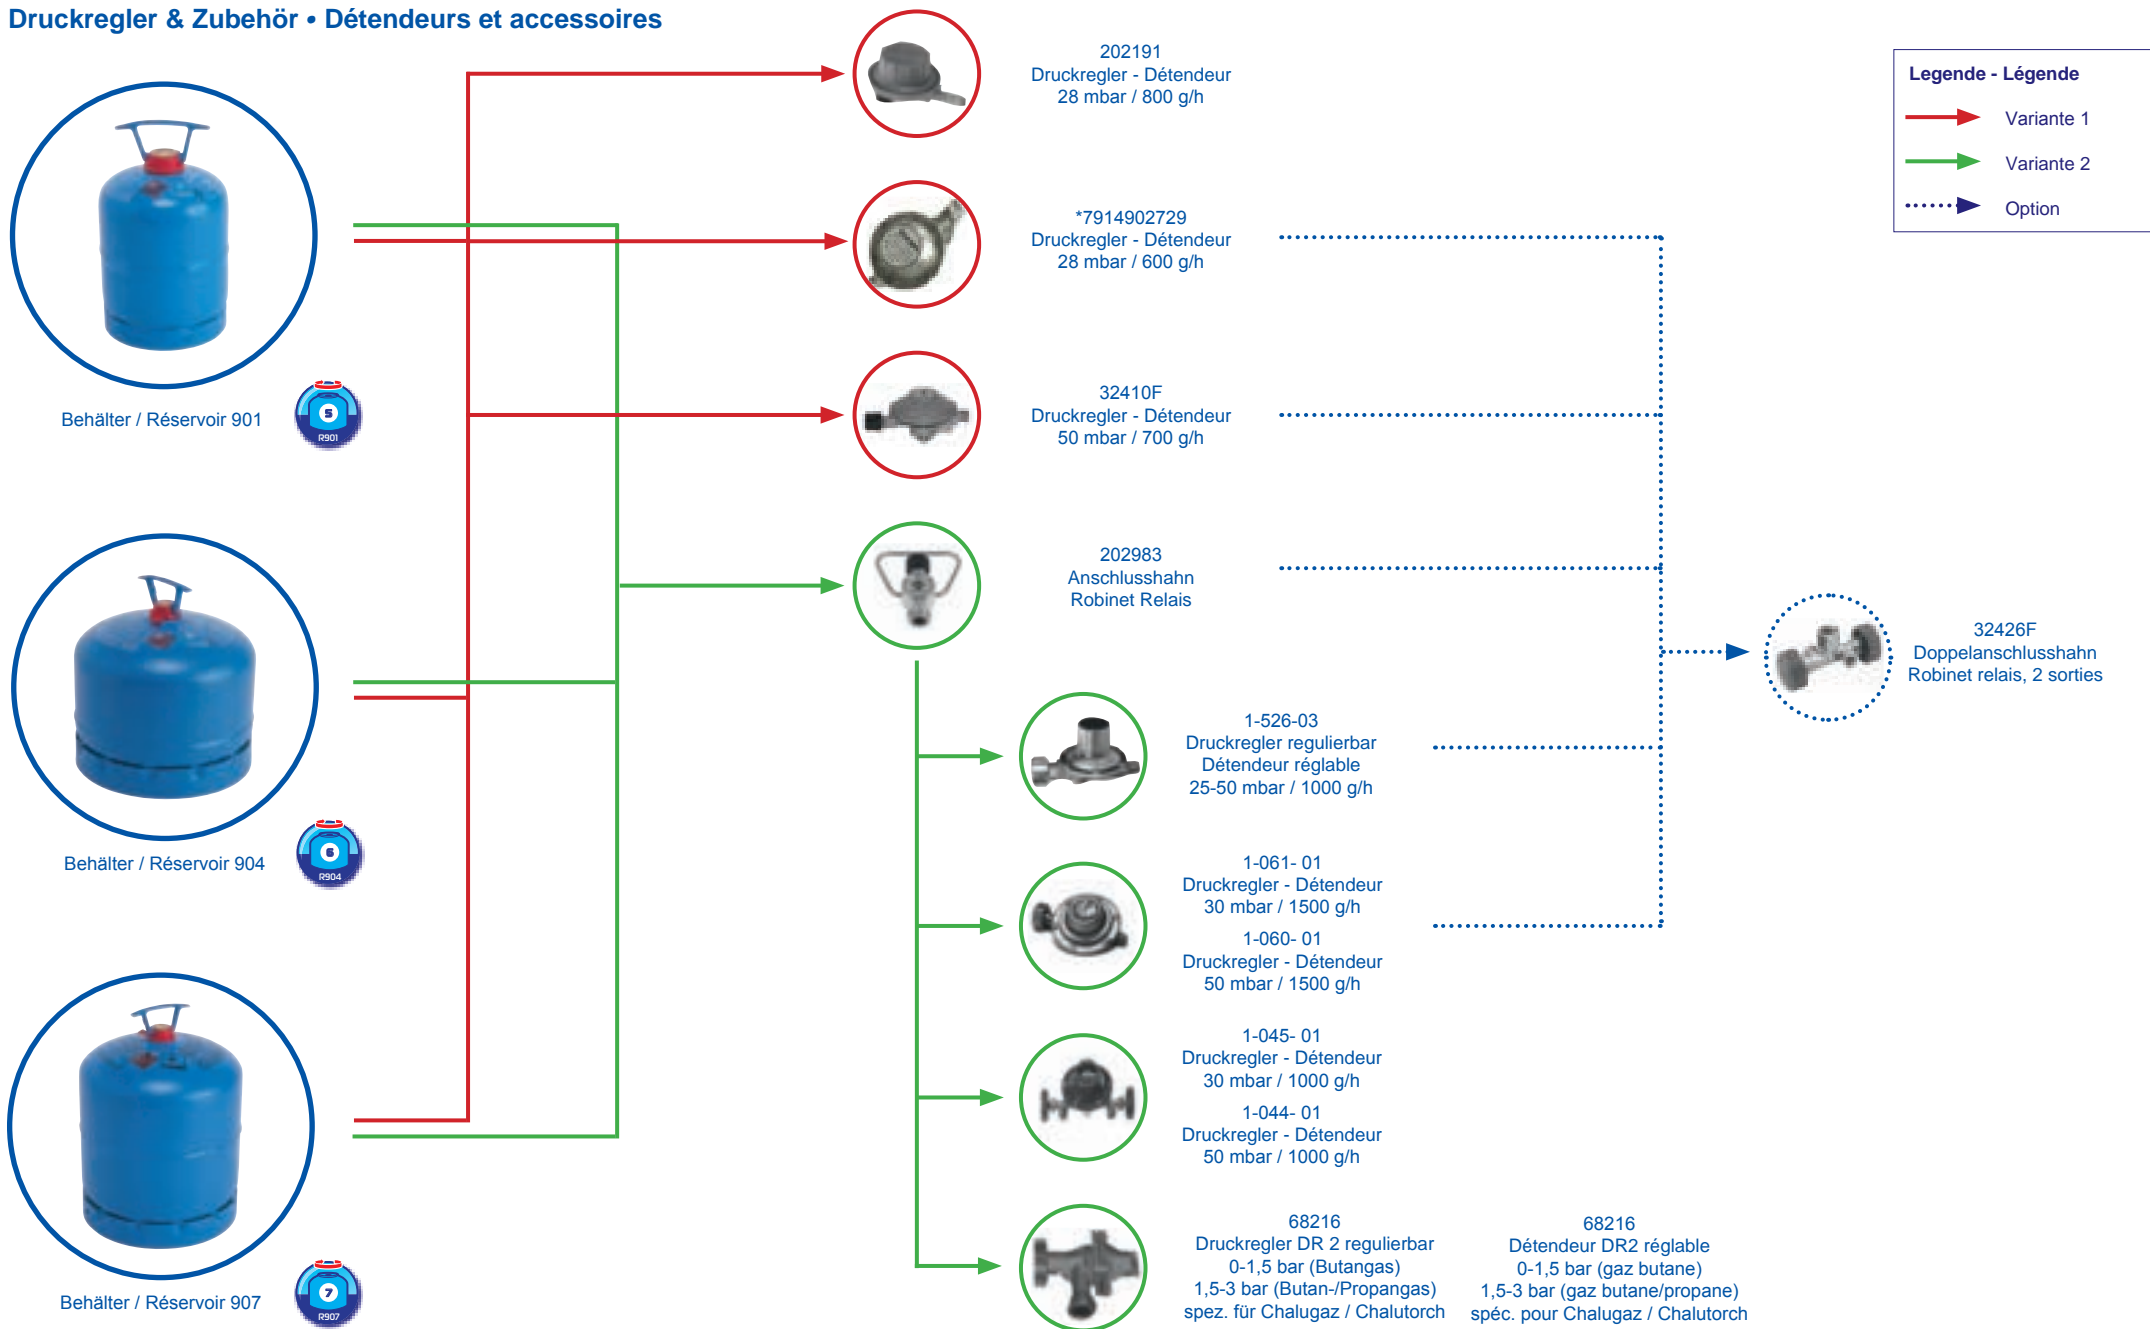 Druckregler & Zubehör • Détendeurs et accessoires
202191
Druckregler - Détendeur
28 mbar / 800 g/h
Legende - Légende
Variante 1
Variante 2
Option
*7914902729
Druckregler - Détendeur
28 mbar / 600 g/h
Behälter / Réservoir 901
5
R901
32410F
Druckregler - Détendeur
50 mbar / 700 g/h
202983
Anschlusshahn
Robinet Relais
32426F
Doppelanschlusshahn
Robinet relais, 2 sorties
Behälter / Réservoir 904
6
R904
1-526-03
Druckregler regulierbar
Détendeur réglable
25-50 mbar / 1000 g/h
1-061- 01
Druckregler - Détendeur
30 mbar / 1500 g/h
1-060- 01
Druckregler - Détendeur
50 mbar / 1500 g/h
1-045- 01
Druckregler - Détendeur
30 mbar / 1000 g/h
1-044- 01
Druckregler - Détendeur
50 mbar / 1000 g/h
Behälter / Réservoir 907
7
R907
68216
Druckregler DR 2 regulierbar
0-1,5 bar (Butangas)
1,5-3 bar (Butan-/Propangas)
spez. für Chalugaz / Chalutorch
68216
Détendeur DR2 réglable
0-1,5 bar (gaz butane)
1,5-3 bar (gaz butane/propane)
spéc. pour Chalugaz / Chalutorch